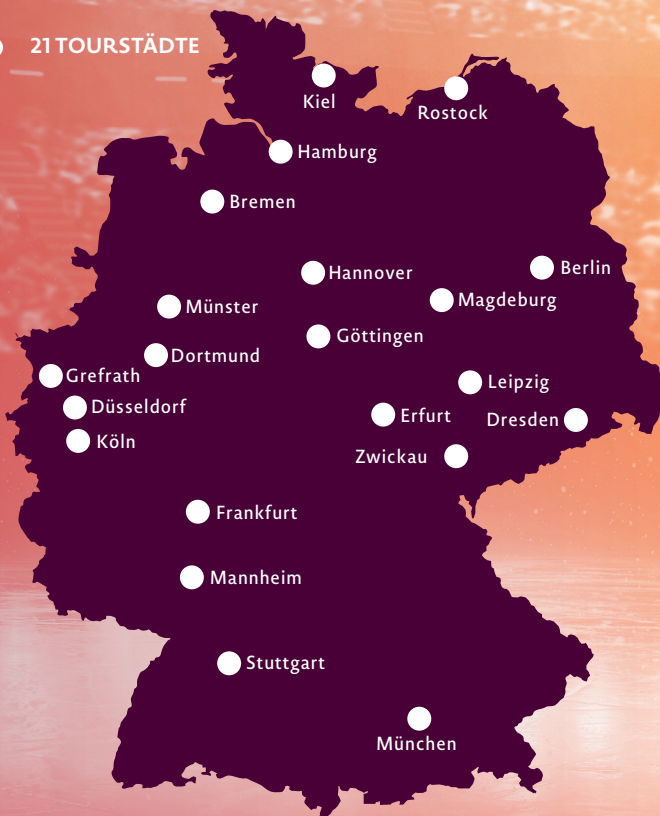 21 TOURSTÄDTE
Kiel
Rostock
Hamburg
Bremen
Berlin
Hannover
Magdeburg
Münster
Göttingen
Dortmund
Grefrath
Leipzig
Düsseldorf
Erfurt
Dresden
Köln
Zwickau
Frankfurt
Mannheim
Stuttgart
München